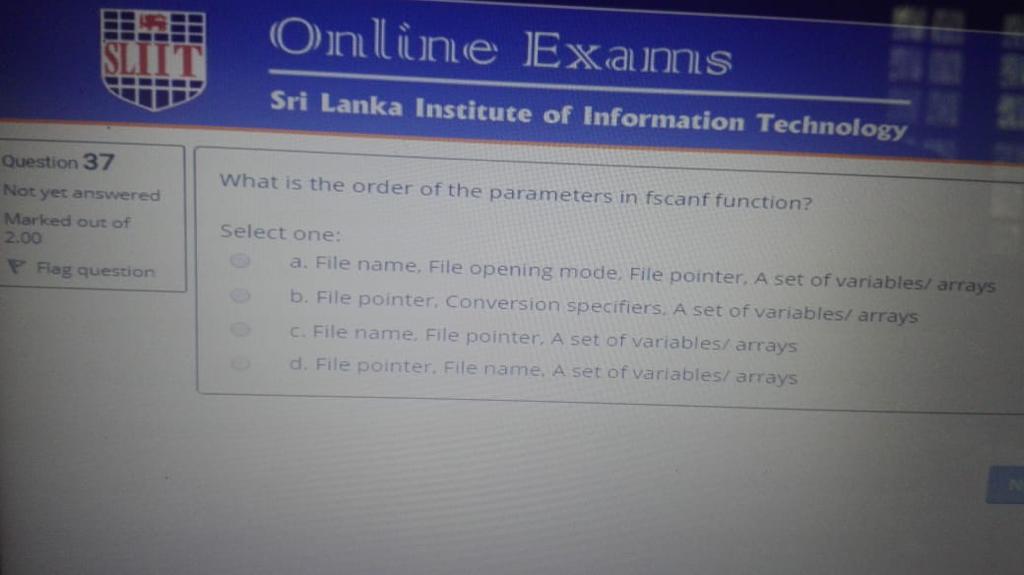 SLIIT
Online Exams
Sri Lanka Institute of Information Technology
Question 37
Not yet answered
Marked out of
2.00
Flag question
What is the order of the parameters in fscanf function?
Select one:
a. File name, File opening mode, File pointer, A set of variables/ arrays
b. File pointer, Conversion specifiers, A set of variables/ arrays
c. File name, File pointer, A set of variables/ arrays
d. File pointer, File name, A set of variables/ arrays